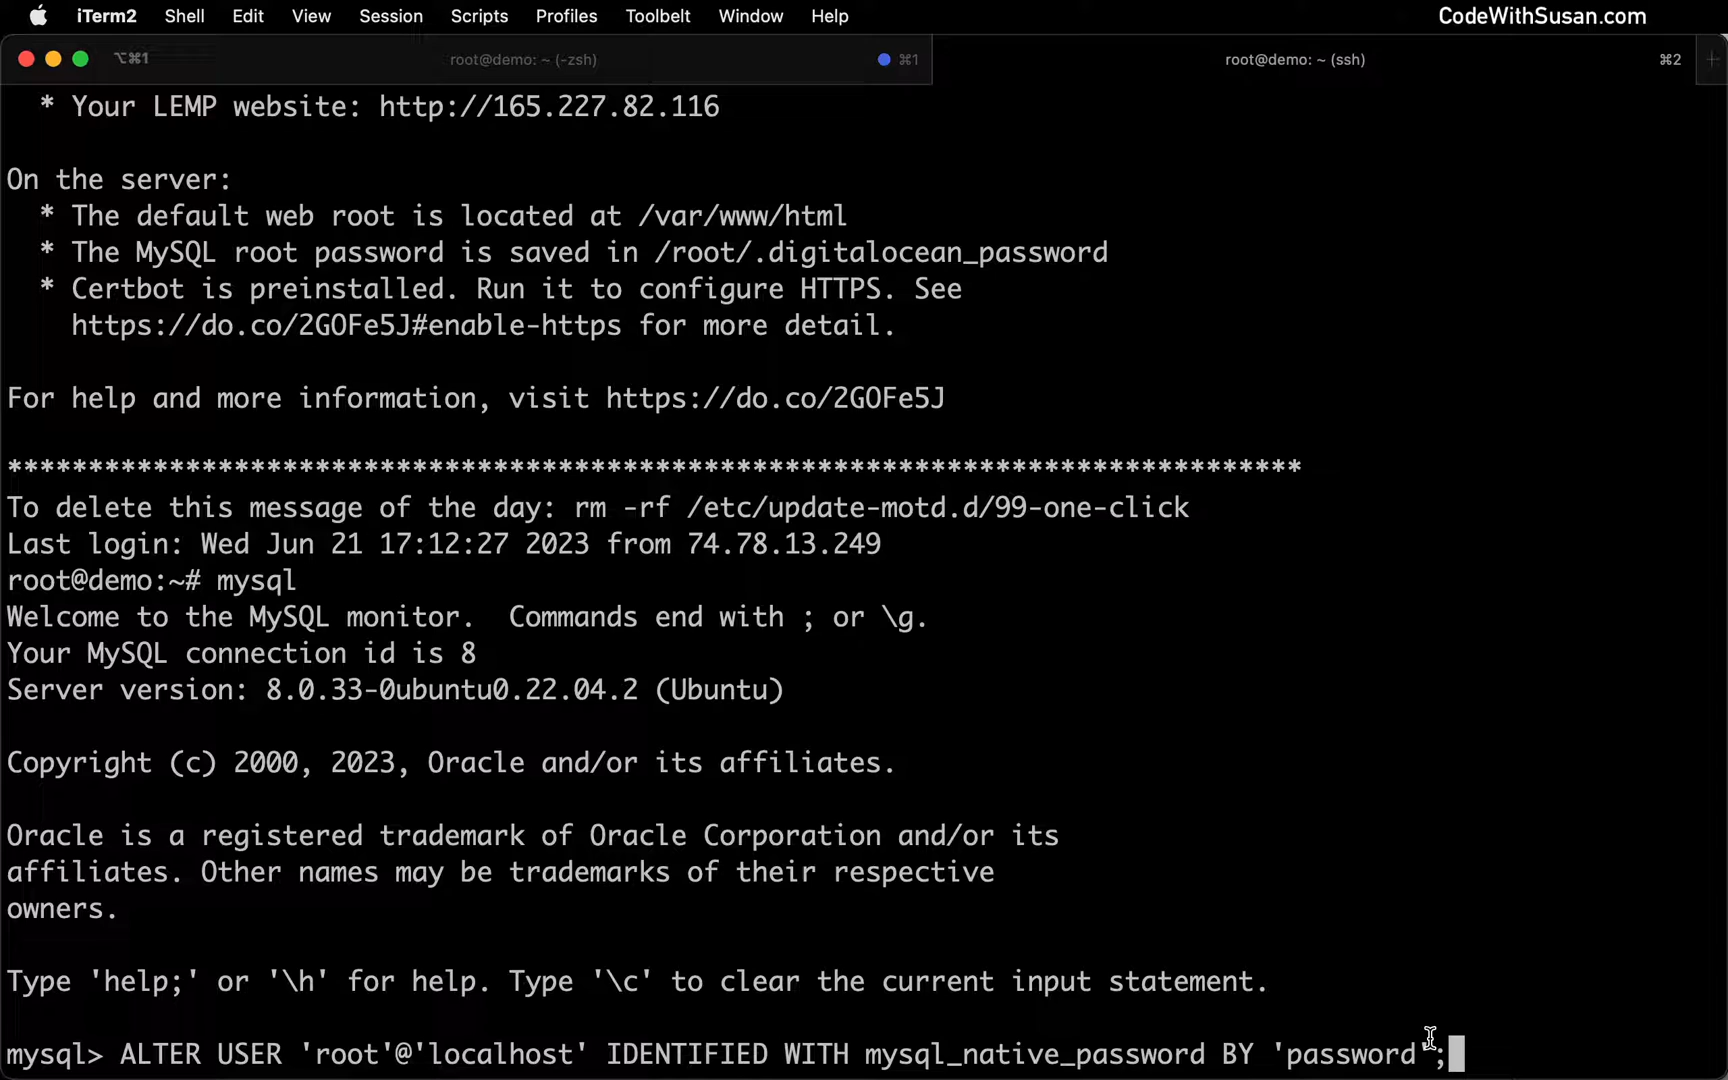 iTerm2 Shell Edit View Session Scripts Profiles Toolbelt Window Help CodeWithSusan.com
⌥⌘1 root@demo: ~ (-zsh) ⌘1 root@demo: ~ (ssh) ⌘2 +
* Your LEMP website: http://165.227.82.116
On the server:
* The default web root is located at /var/www/html
* The MySQL root password is saved in /root/.digitalocean_password
* Certbot is preinstalled. Run it to configure HTTPS. See
https://do.co/2GOFe5J#enable-https for more detail.
For help and more information, visit https://do.co/2GOFe5J
********************************************************************************
To delete this message of the day: rm -rf /etc/update-motd.d/99-one-click
Last login: Wed Jun 21 17:12:27 2023 from 74.78.13.249
root@demo:~# mysql
Welcome to the MySQL monitor.  Commands end with ; or \g.
Your MySQL connection id is 8
Server version: 8.0.33-0ubuntu0.22.04.2 (Ubuntu)
Copyright (c) 2000, 2023, Oracle and/or its affiliates.
Oracle is a registered trademark of Oracle Corporation and/or its
affiliates. Other names may be trademarks of their respective
owners.
Type 'help;' or '\h' for help. Type '\c' to clear the current input statement.
mysql> ALTER USER 'root'@'localhost' IDENTIFIED WITH mysql_native_password BY 'password';